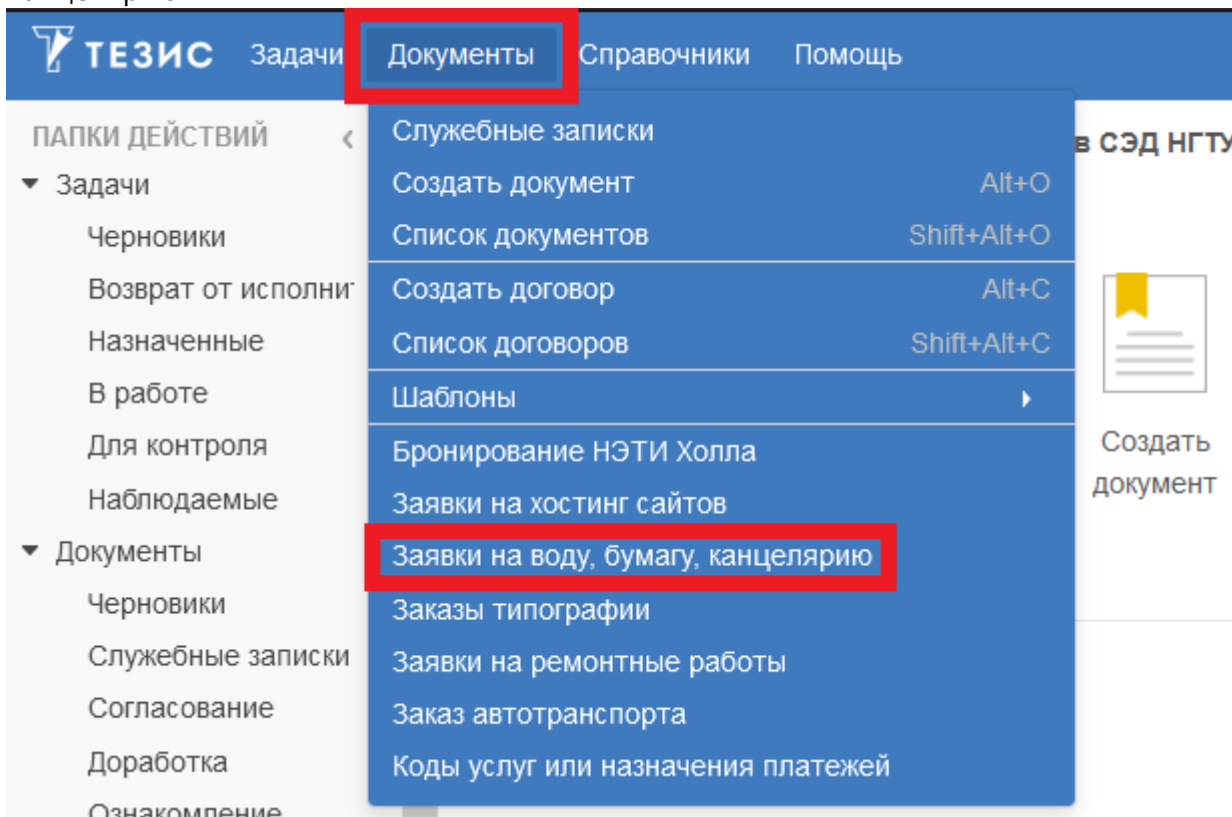 ТЕЗИС Задачи Документы Справочники Помощь
ПАПКИ ДЕЙСТВИЙ
Задачи
Черновики
Возврат от
Назначенные
В работе
Для контроля
Наблюдаемые
Документы
Черновики
Служебные записки
Согласование
Доработка
Ознакомление
Служебные записки
Создать документ Alt+O
Список документов Shift+Alt+O
Создать договор Alt+C
Список договоров Shift+Alt+C
Шаблоны
Бронирование НЭТИ Холла
Заявки на хостинг сайтов
Заявки на воду, бумагу, канцелярию
Заказы типографии
Заявки на ремонтные работы
Заказ автотранспорта
Коды услуг или назначения платежей
в СЭД НГТУ
Создать
документ